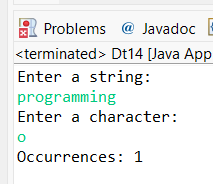 Problems @ Javadoc
<terminated> Dt14 [Java App
Enter a string:
programming
Enter a character:
o
Occurrences: 1